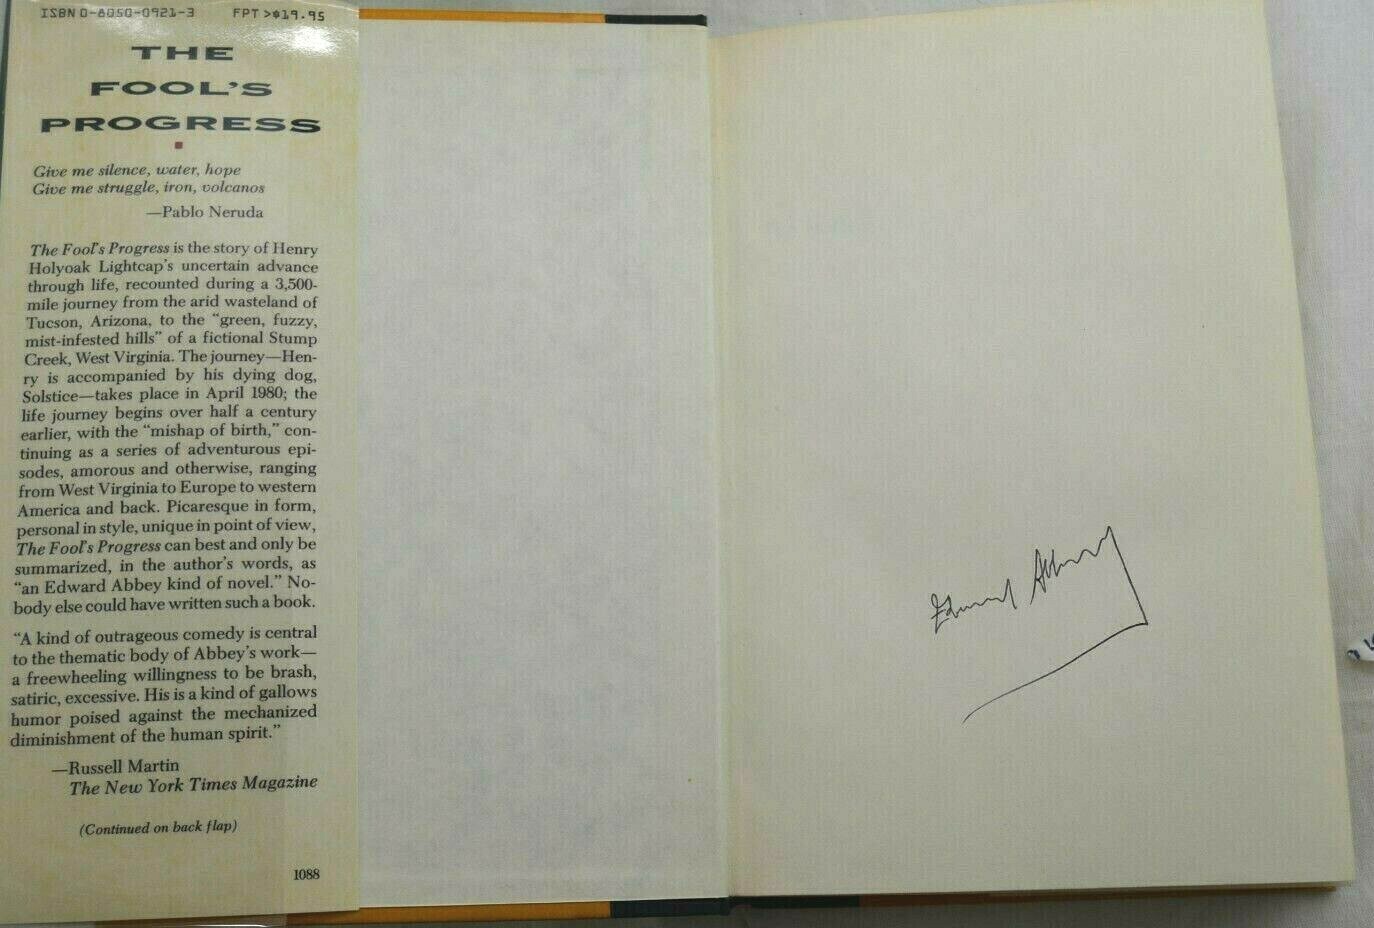 ISBN 0-8050-0921-3 FPT >$19.95
THE
FOOL'S
PROGRESS
Give me silence, water, hope
Give me struggle, iron, volcanos
—Pablo Neruda
The Fool's Progress is the story of Henry
Holyoak Lightcap's uncertain advance
through life, recounted during a 3,500-
mile journey from the arid wasteland of
Tucson, Arizona, to the “green, fuzzy,
mist-infested hills” of a fictional Stump
Creek, West Virginia. The journey—Hen-
ry is accompanied by his dying dog,
Solstice—takes place in April 1980; the
life journey begins over half a century
earlier, with the “mishap of birth,” con-
tinuing as a series of adventurous epi-
sodes, amorous and otherwise, ranging
from West Virginia to Europe to western
America and back. Picaresque in form,
personal in style, unique in point of view,
The Fool's Progress can best and only be
summarized, in the author's words, as
“an Edward Abbey kind of novel.” No-
body else could have written such a book.
“A kind of outrageous comedy is central
to the thematic body of Abbey's work—
a freewheeling willingness to be brash,
satiric, excessive. His is a kind of gallows
humor poised against the mechanized
diminishment of the human spirit.”
—Russell Martin
The New York Times Magazine
(Continued on back flap)
1088
Edward Abbey